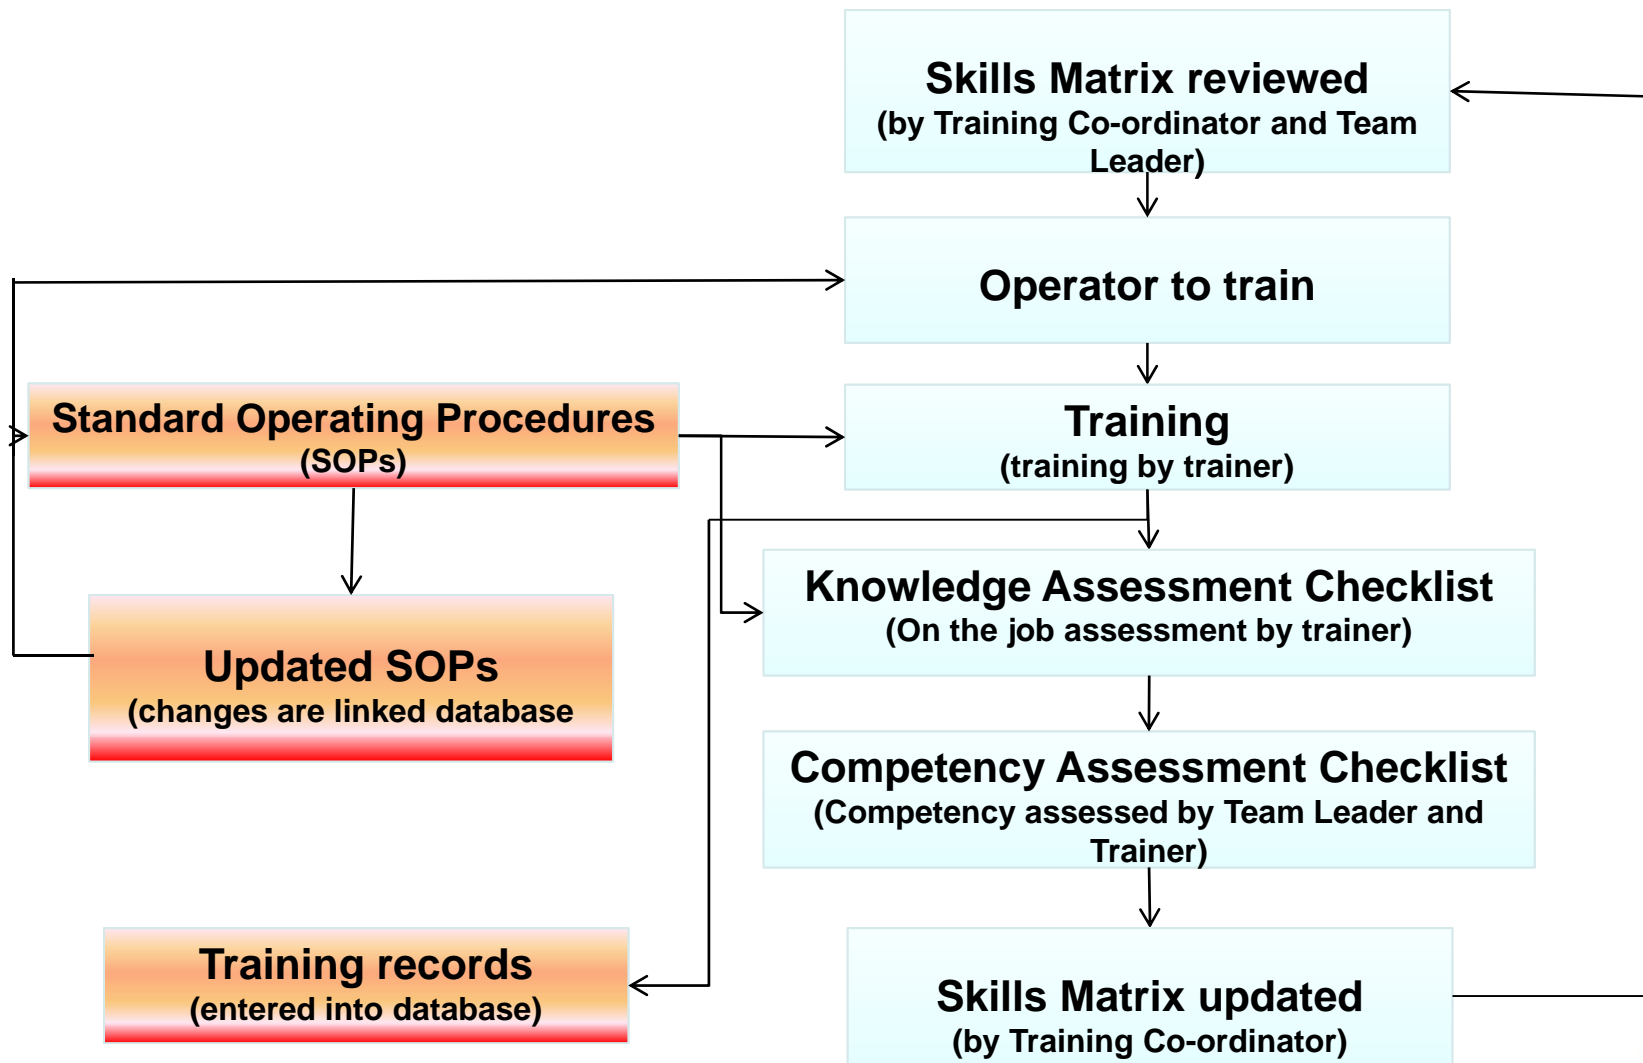 Skills Matrix reviewed
(by Training Co-ordinator and Team
Leader)
Operator to train
Standard Operating Procedures
(SOPs)
Training
(training by trainer)
Knowledge Assessment Checklist
(On the job assessment by trainer)
Updated SOPs
(changes are linked database
Competency Assessment Checklist
(Competency assessed by Team Leader and
Trainer)
Training records
(entered into database)
Skills Matrix updated
(by Training Co-ordinator)